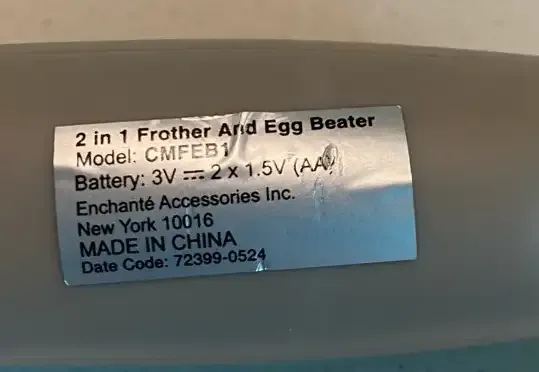 2 in 1 Frother And Egg Beater
Model: CMFEB1
Battery: 3V ⎓ 2 x 1.5V (AA)
Enchanté Accessories Inc.
New York 10016
MADE IN CHINA
Date Code: 72399-0524